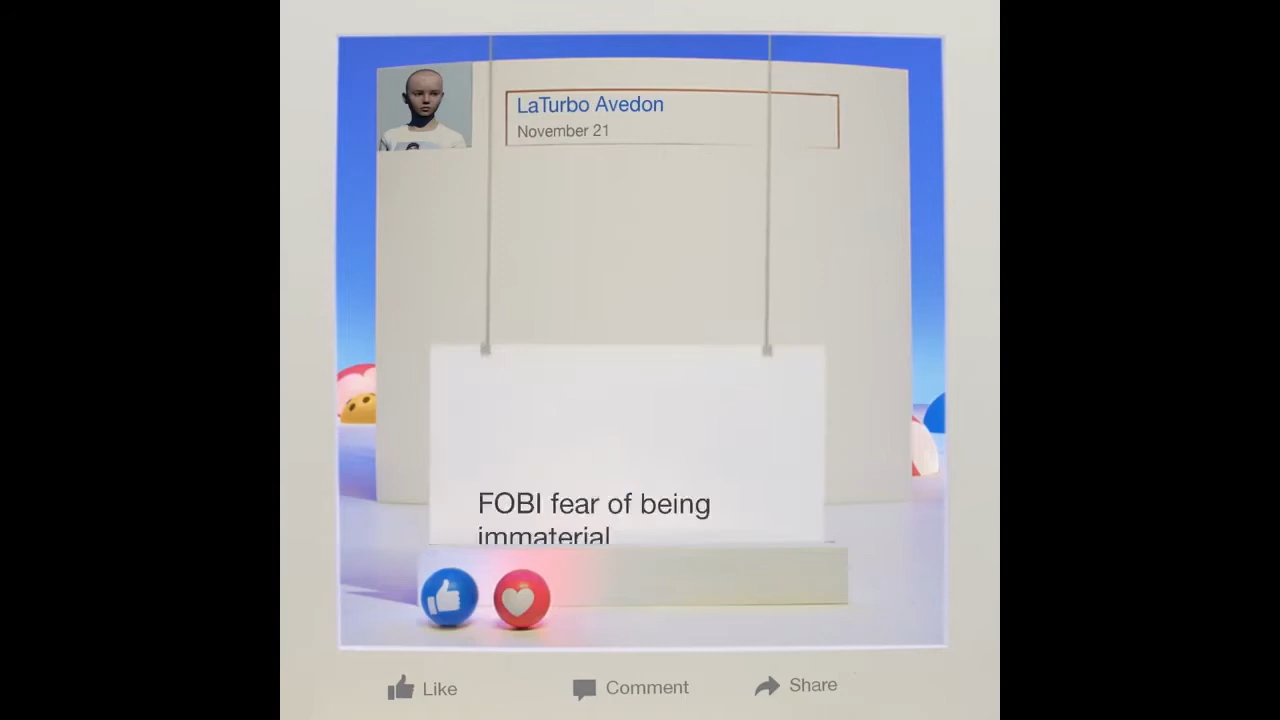 LaTurbo Avedon
November 21
FOBI fear of being
immaterial
Like
Comment
Share